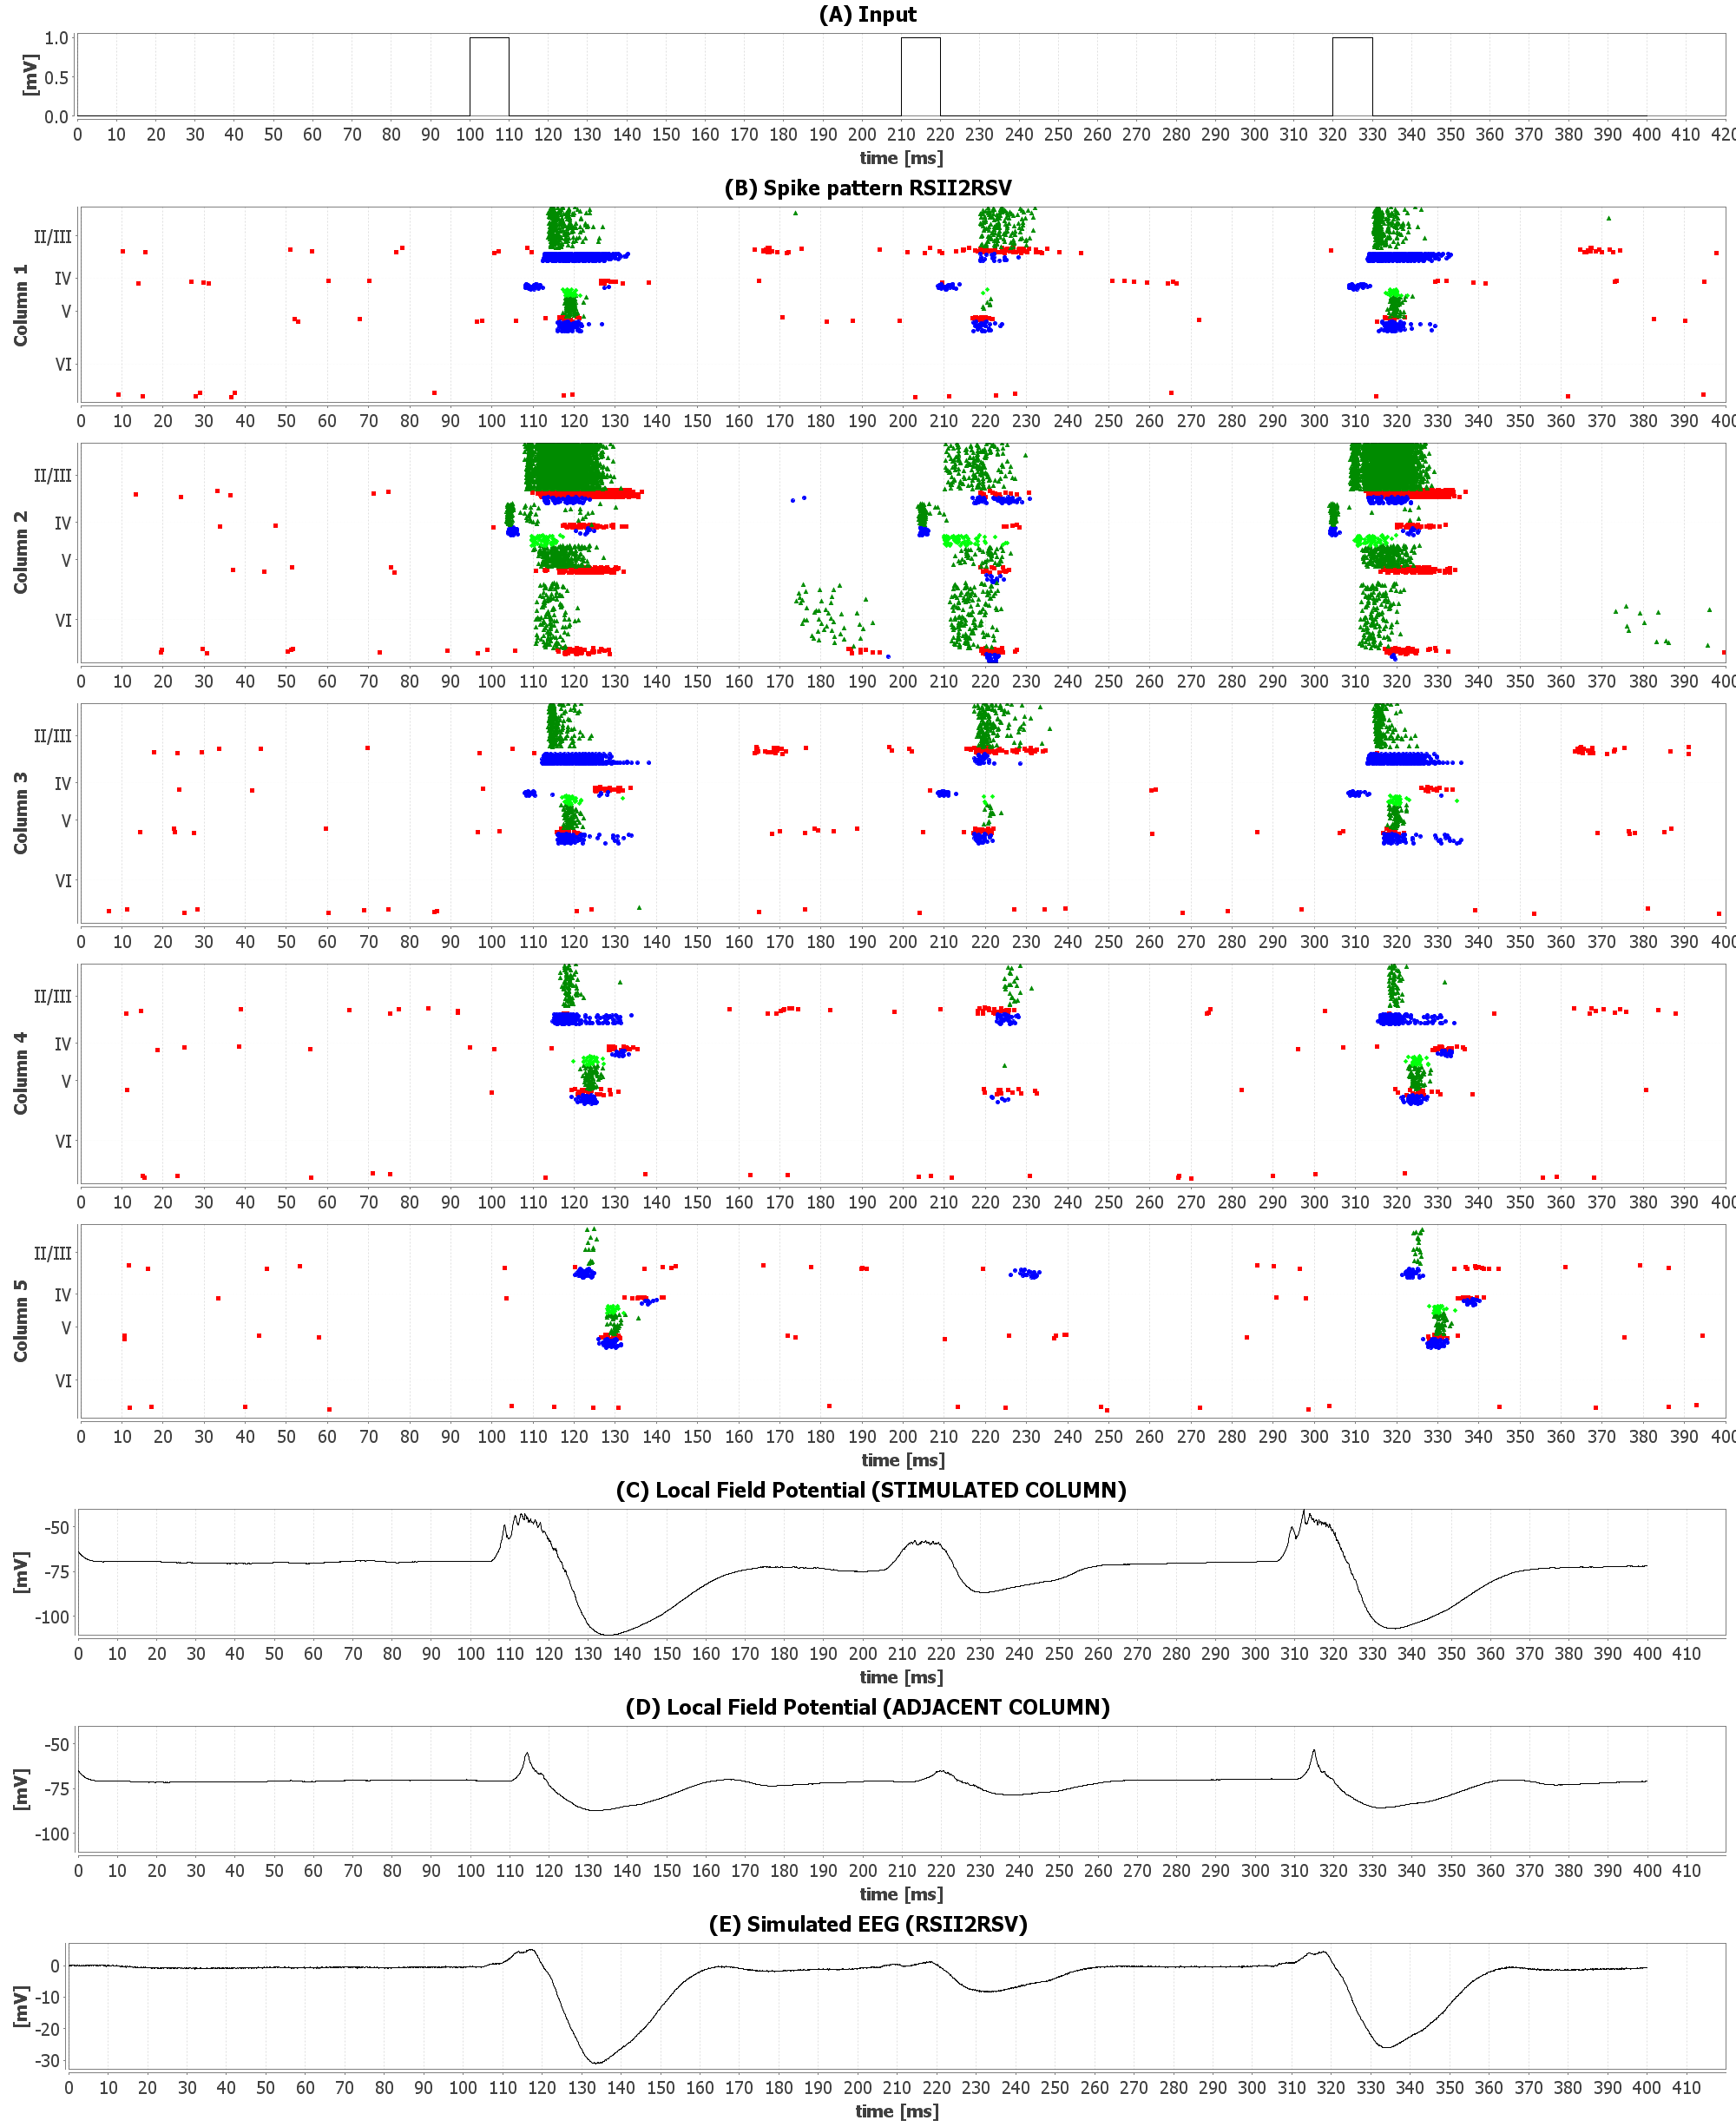 (A) Input
[mV]
1.0
0.5
0.0
0 10 20 30 40 50 60 70 80 90 100 110 120 130 140 150 160 170 180 190 200 210 220 230 240 250 260 270 280 290 300 310 320 330 340 350 360 370 380 390 400 410 420
time [ms]
(B) Spike pattern RSII2RSV
Column 1
II/III
IV
V
VI
0 10 20 30 40 50 60 70 80 90 100 110 120 130 140 150 160 170 180 190 200 210 220 230 240 250 260 270 280 290 300 310 320 330 340 350 360 370 380 390 400
Column 2
II/III
IV
V
VI
0 10 20 30 40 50 60 70 80 90 100 110 120 130 140 150 160 170 180 190 200 210 220 230 240 250 260 270 280 290 300 310 320 330 340 350 360 370 380 390 400
Column 3
II/III
IV
V
VI
0 10 20 30 40 50 60 70 80 90 100 110 120 130 140 150 160 170 180 190 200 210 220 230 240 250 260 270 280 290 300 310 320 330 340 350 360 370 380 390 400
Column 4
II/III
IV
V
VI
0 10 20 30 40 50 60 70 80 90 100 110 120 130 140 150 160 170 180 190 200 210 220 230 240 250 260 270 280 290 300 310 320 330 340 350 360 370 380 390 400
Column 5
II/III
IV
V
VI
0 10 20 30 40 50 60 70 80 90 100 110 120 130 140 150 160 170 180 190 200 210 220 230 240 250 260 270 280 290 300 310 320 330 340 350 360 370 380 390 400
time [ms]
(C) Local Field Potential (STIMULATED COLUMN)
[mV]
-50
-75
-100
0 10 20 30 40 50 60 70 80 90 100 110 120 130 140 150 160 170 180 190 200 210 220 230 240 250 260 270 280 290 300 310 320 330 340 350 360 370 380 390 400 410
time [ms]
(D) Local Field Potential (ADJACENT COLUMN)
[mV]
-50
-75
-100
0 10 20 30 40 50 60 70 80 90 100 110 120 130 140 150 160 170 180 190 200 210 220 230 240 250 260 270 280 290 300 310 320 330 340 350 360 370 380 390 400 410
time [ms]
(E) Simulated EEG (RSII2RSV)
[mV]
0
-10
-20
-30
0 10 20 30 40 50 60 70 80 90 100 110 120 130 140 150 160 170 180 190 200 210 220 230 240 250 260 270 280 290 300 310 320 330 340 350 360 370 380 390 400 410
time [ms]